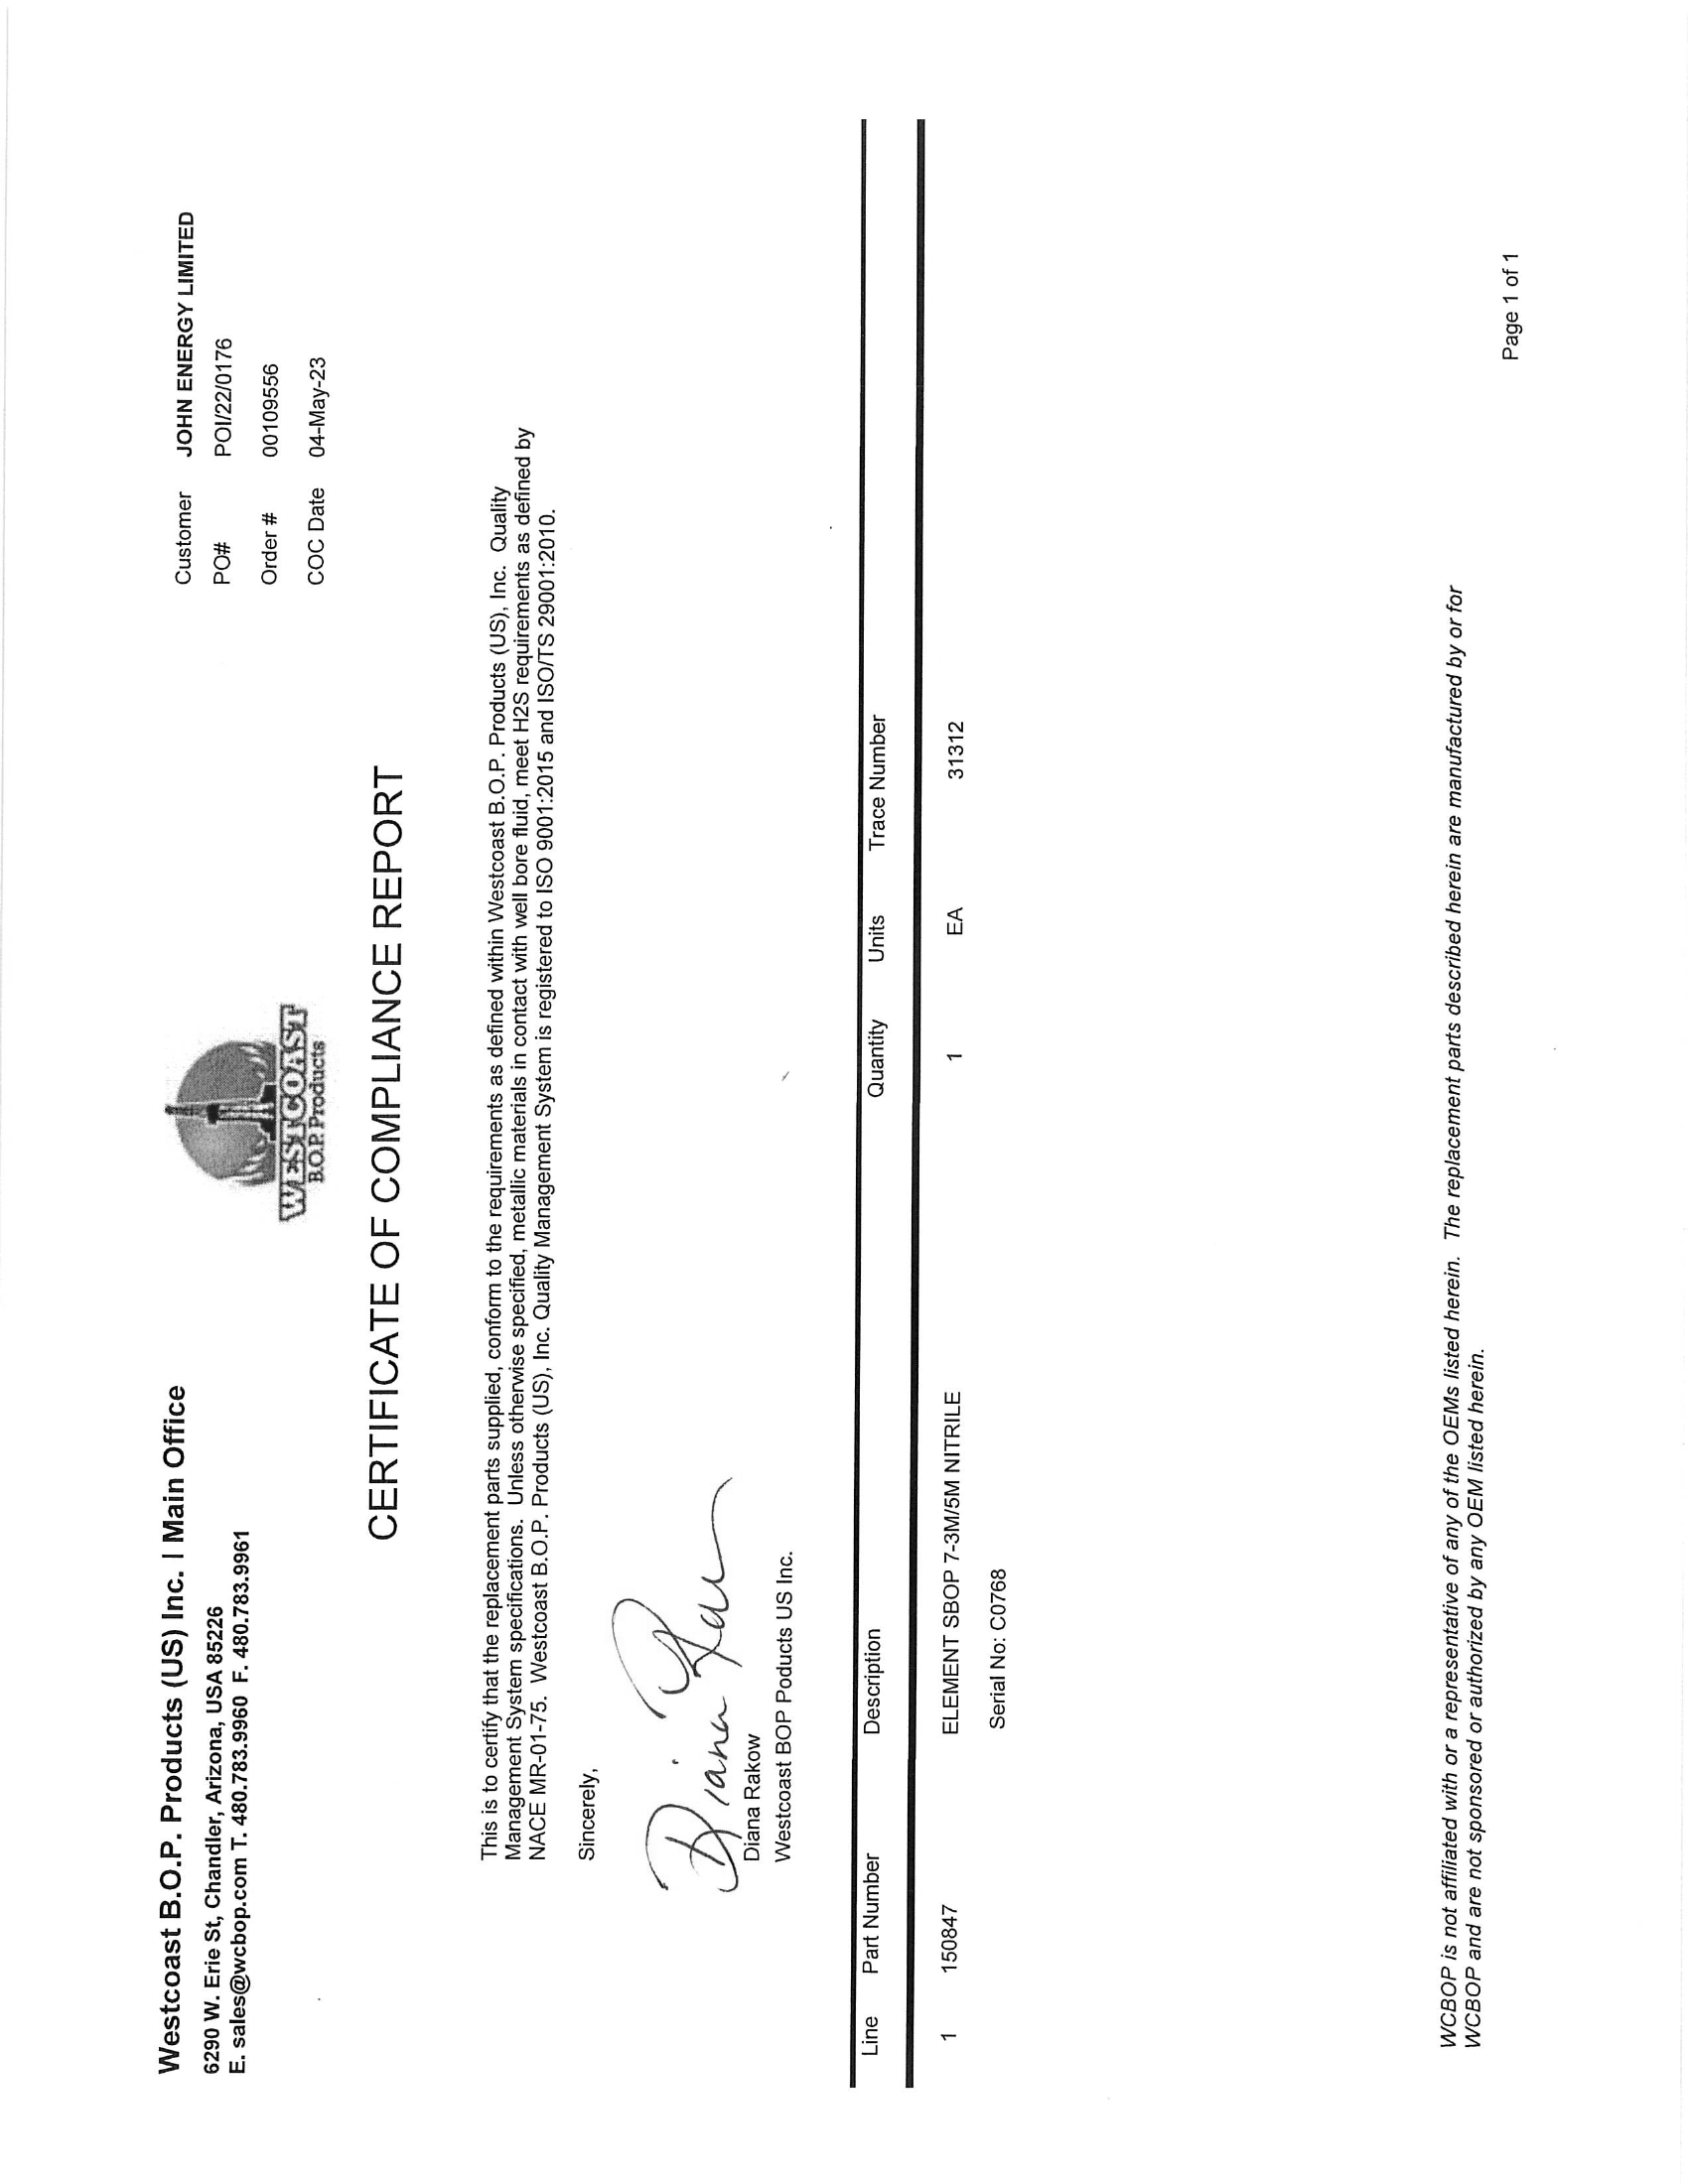 Westcoast B.O.P. Products (US) Inc. | Main Office
6290 W. Erie St, Chandler, Arizona, USA 85226
E. sales@wcbop.com T. 480.783.9960 F. 480.783.9961
WESTCOAST
B.O.P. Products
Customer JOHN ENERGY LIMITED
PO# POI/22/0176
Order # 00109556
COC Date 04-May-23
CERTIFICATE OF COMPLIANCE REPORT
This is to certify that the replacement parts supplied, conform to the requirements as defined within Westcoast B.O.P. Products (US), Inc. Quality
Management System specifications. Unless otherwise specified, metallic materials in contact with well bore fluid, meet H2S requirements as defined by
NACE MR-01-75. Westcoast B.O.P. Products (US), Inc. Quality Management System is registered to ISO 9001:2015 and ISO/TS 29001:2010.
Sincerely,
Diana Rakow
Diana Rakow
Westcoast BOP Poducts US Inc.
Line Part Number Description Quantity Units Trace Number
1 150847 ELEMENT SBOP 7-3M/5M NITRILE 1 EA 31312
Serial No: C0768
WCBOP is not affiliated with or a representative of any of the OEMs listed herein. The replacement parts described herein are manufactured by or for
WCBOP and are not sponsored or authorized by any OEM listed herein.
Page 1 of 1